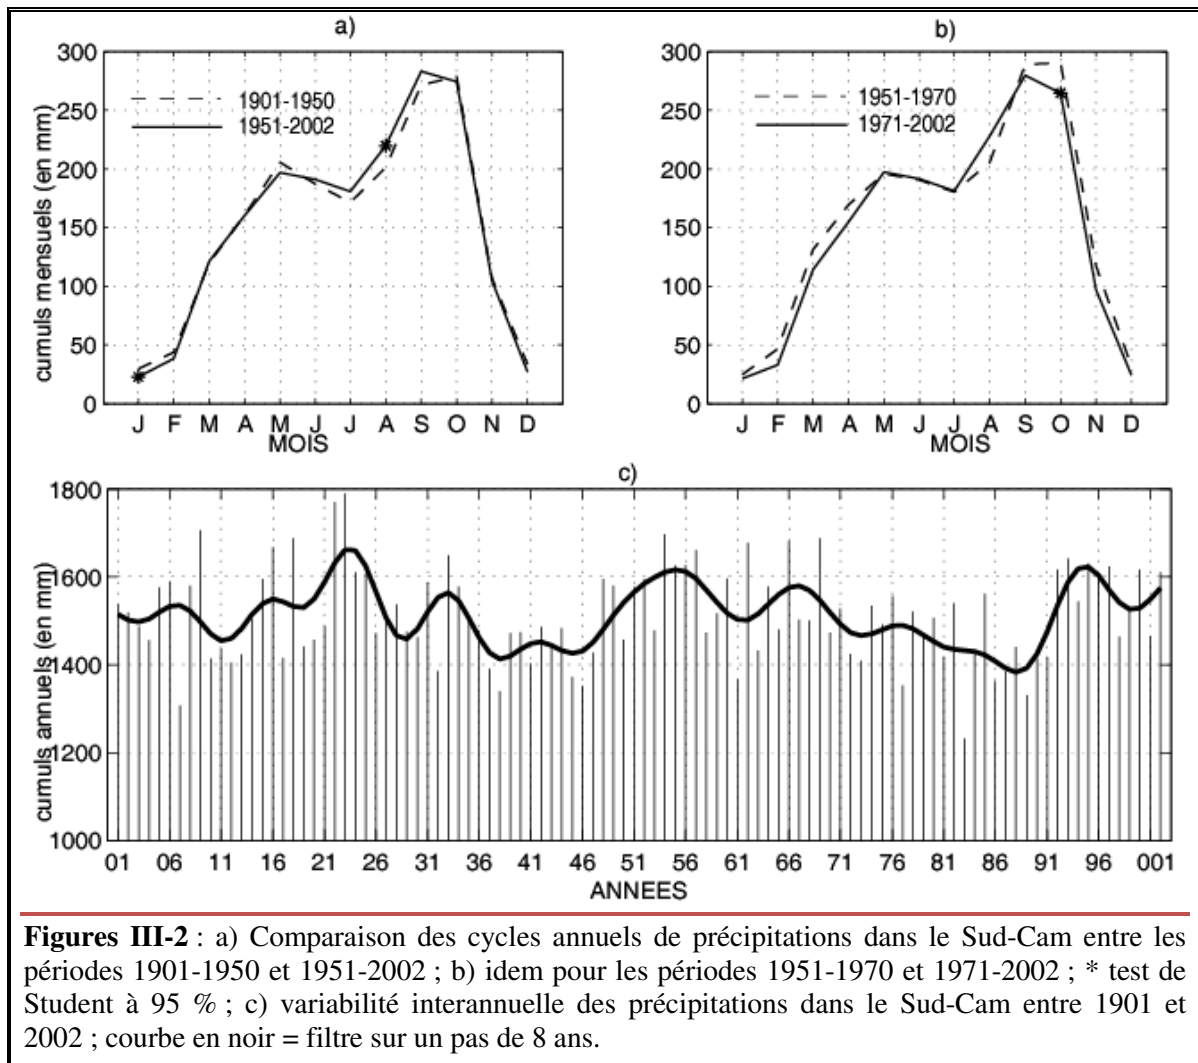 a)
300
250
200
150
100
50
0
cumuls mensuels (en mm)
1901-1950
1951-2002
J F M A M J J A S O N D
MOIS
b)
300
250
200
150
100
50
0
1951-1970
1971-2002
J F M A M J J A S O N D
MOIS
c)
1800
1600
1400
1200
1000
cumuls annuels (en mm)
01 06 11 16 21 26 31 36 41 46 51 56 61 66 71 76 81 86 91 96 001
ANNEES
Figures III-2 : a) Comparaison des cycles annuels de précipitations dans le Sud-Cam entre les
périodes 1901-1950 et 1951-2002 ; b) idem pour les périodes 1951-1970 et 1971-2002 ; * test de
Student à 95 % ; c) variabilité interannuelle des précipitations dans le Sud-Cam entre 1901 et
2002 ; courbe en noir = filtre sur un pas de 8 ans.